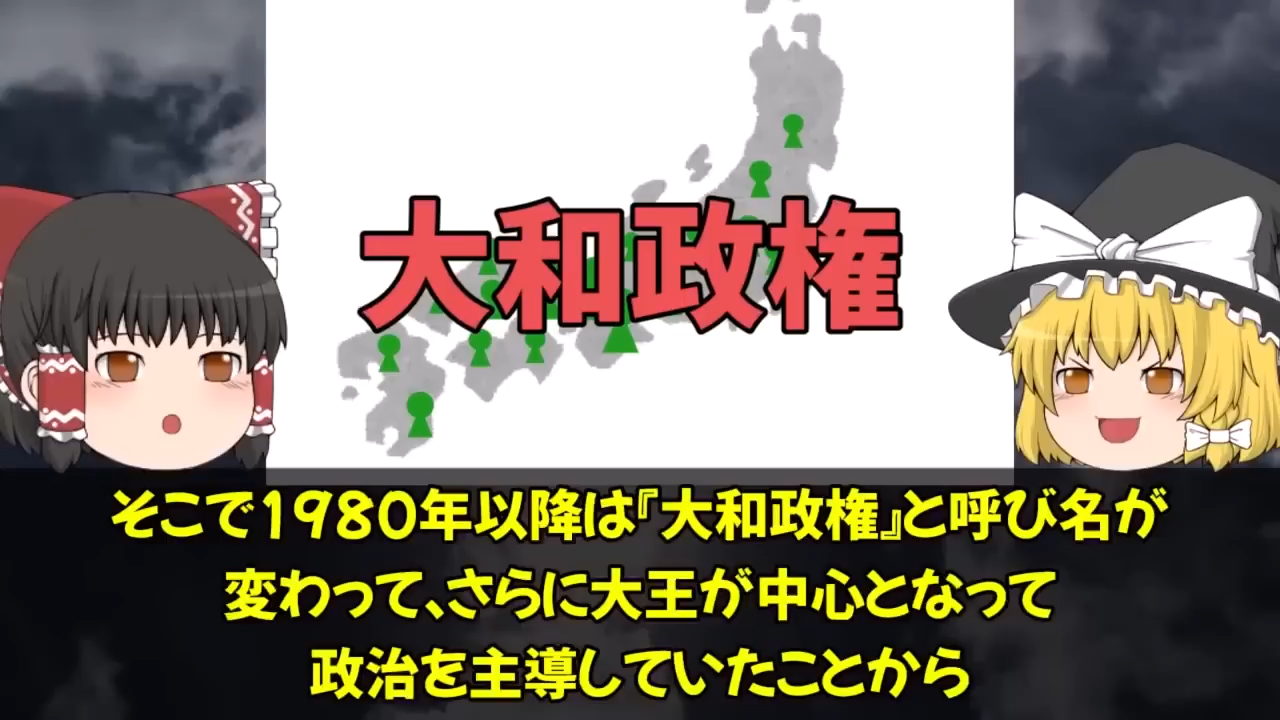 大和政権
そこで1980年以降は『大和政権』と呼び名が
変わって、さらに大王が中心となって
政治を主導していたことから